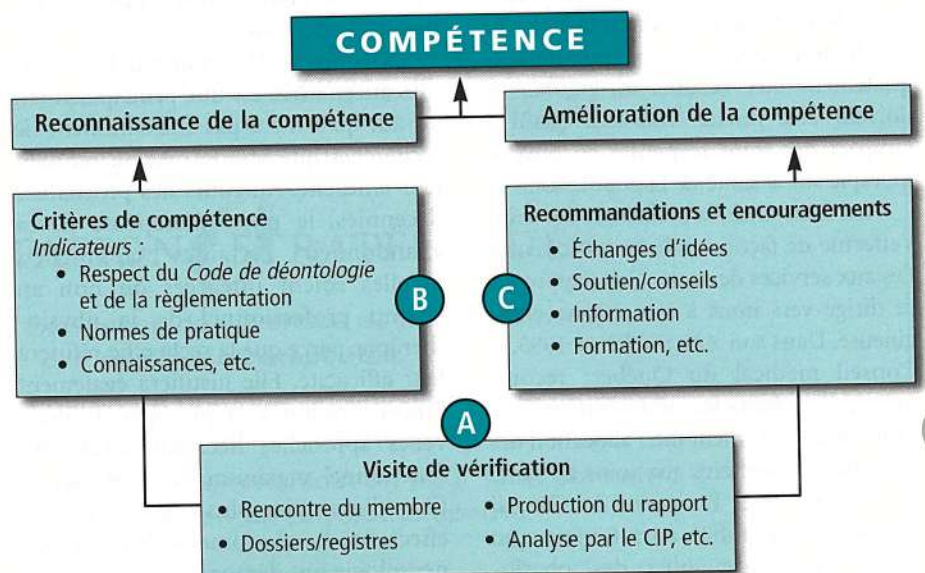 COMPÉTENCE
Reconnaissance de la compétence
Amélioration de la compétence
Critères de compétence
Indicateurs :
• Respect du Code de déontologie
et de la règlementation
• Normes de pratique
• Connaissances, etc.
B
C
Recommandations et encouragements
• Échanges d'idées
• Soutien/conseils
• Information
• Formation, etc.
A
Visite de vérification
• Rencontre du membre
• Dossiers/registres
• Production du rapport
• Analyse par le CIP, etc.